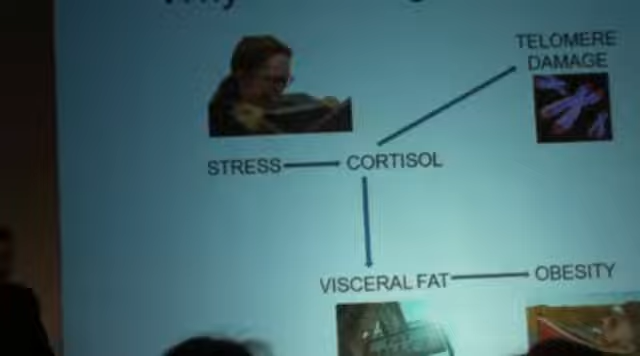 TELOMERE
DAMAGE
STRESS CORTISOL
VISCERAL FAT OBESITY